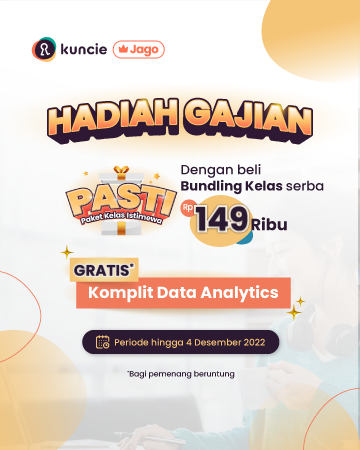 kuncie Jago
HADIAH GAJIAN
PASTI
Paket Kelas Istimewa
Dengan beli
Bundling Kelas serba
Rp 149 Ribu
GRATIS*
Komplit Data Analytics
Periode hingga 4 Desember 2022
*Bagi pemenang beruntung